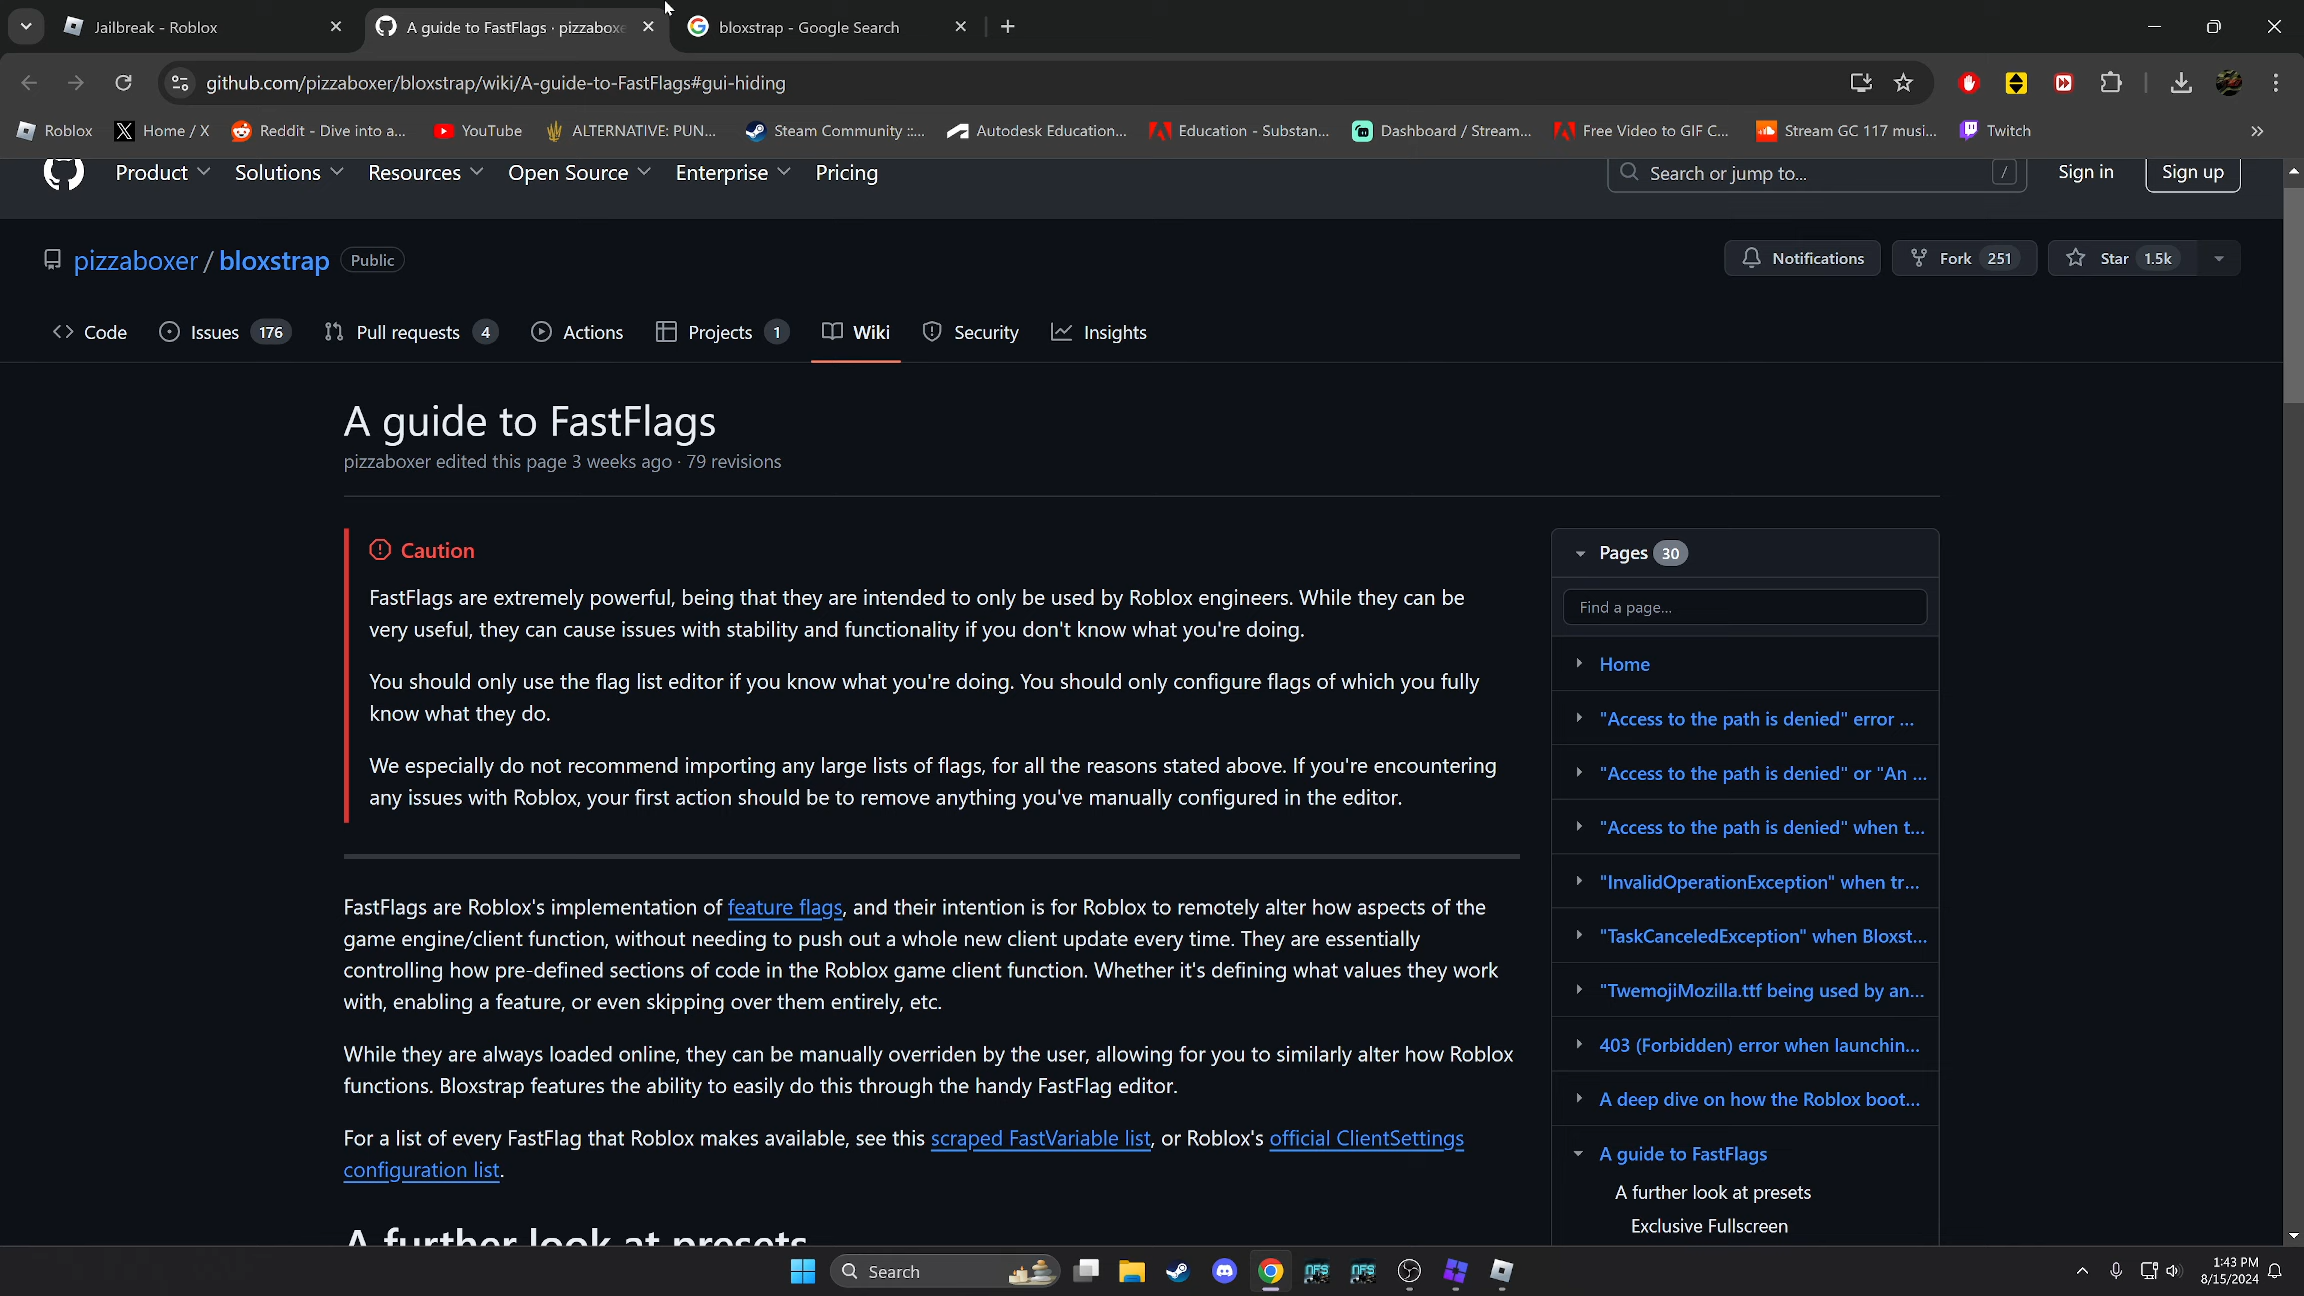 Jailbreak - Roblox
A guide to FastFlags · pizzaboxe
bloxstrap - Google Search
github.com/pizzaboxer/bloxstrap/wiki/A-guide-to-FastFlags#gui-hiding
Roblox
Home / X
Reddit - Dive into a...
YouTube
ALTERNATIVE: PUN...
Steam Community ::...
Autodesk Education...
Education - Substan...
Dashboard / Stream...
Free Video to GIF C...
Stream GC 117 musi...
Twitch
Product
Solutions
Resources
Open Source
Enterprise
Pricing
Search or jump to...
/
Sign in
Sign up
pizzaboxer / bloxstrap
Public
Notifications
Fork 251
Star 1.5k
Code
Issues 176
Pull requests 4
Actions
Projects 1
Wiki
Security
Insights
A guide to FastFlags
pizzaboxer edited this page 3 weeks ago · 79 revisions
Caution
FastFlags are extremely powerful, being that they are intended to only be used by Roblox engineers. While they can be
very useful, they can cause issues with stability and functionality if you don't know what you're doing.
You should only use the flag list editor if you know what you're doing. You should only configure flags of which you fully
know what they do.
We especially do not recommend importing any large lists of flags, for all the reasons stated above. If you're encountering
any issues with Roblox, your first action should be to remove anything you've manually configured in the editor.
FastFlags are Roblox's implementation of feature flags, and their intention is for Roblox to remotely alter how aspects of the
game engine/client function, without needing to push out a whole new client update every time. They are essentially
controlling how pre-defined sections of code in the Roblox game client function. Whether it's defining what values they work
with, enabling a feature, or even skipping over them entirely, etc.
While they are always loaded online, they can be manually overriden by the user, allowing for you to similarly alter how Roblox
functions. Bloxstrap features the ability to easily do this through the handy FastFlag editor.
For a list of every FastFlag that Roblox makes available, see this scraped FastVariable list, or Roblox's official ClientSettings
configuration list.
A further look at presets
Pages 30
Find a page...
Home
"Access to the path is denied" error ...
"Access to the path is denied" or "An ...
"Access to the path is denied" when t...
"InvalidOperationException" when tr...
"TaskCanceledException" when Bloxst...
"TwemojiMozilla.ttf being used by an...
403 (Forbidden) error when launchin...
A deep dive on how the Roblox boot...
A guide to FastFlags
A further look at presets
Exclusive Fullscreen
Search
NFS
NFS
1:43 PM
8/15/2024